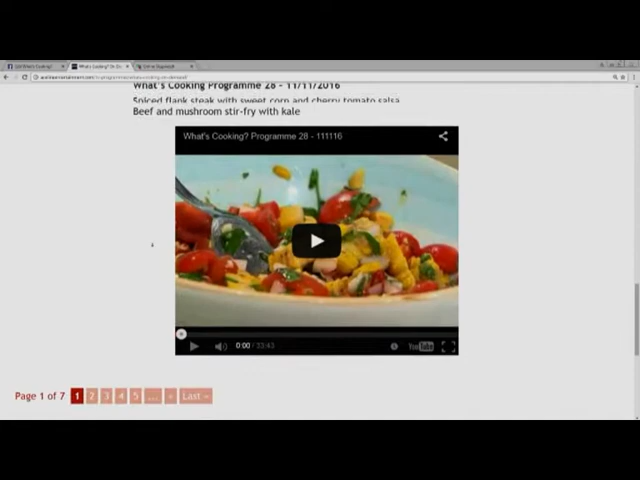 What's Cooking Programme 28 - 11/11/2016
Spiced flank steak with sweet corn and cherry tomato salsa
Beef and mushroom stir-fry with kale
What's Cooking? Programme 28 - 111116
0:00 / 33:43
YouTube
Page 1 of 7 1 2 3 4 5 ... » Last »